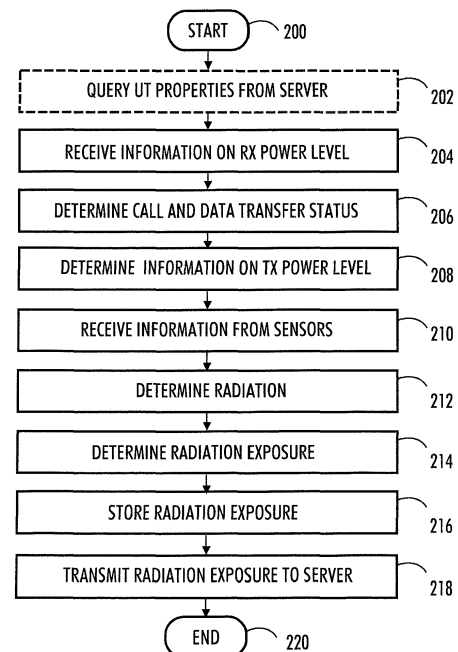 START
200
QUERY UT PROPERTIES FROM SERVER
202
RECEIVE INFORMATION ON RX POWER LEVEL
204
DETERMINE CALL AND DATA TRANSFER STATUS
206
DETERMINE INFORMATION ON TX POWER LEVEL
208
RECEIVE INFORMATION FROM SENSORS
210
DETERMINE RADIATION
212
DETERMINE RADIATION EXPOSURE
214
STORE RADIATION EXPOSURE
216
TRANSMIT RADIATION EXPOSURE TO SERVER
218
END
220